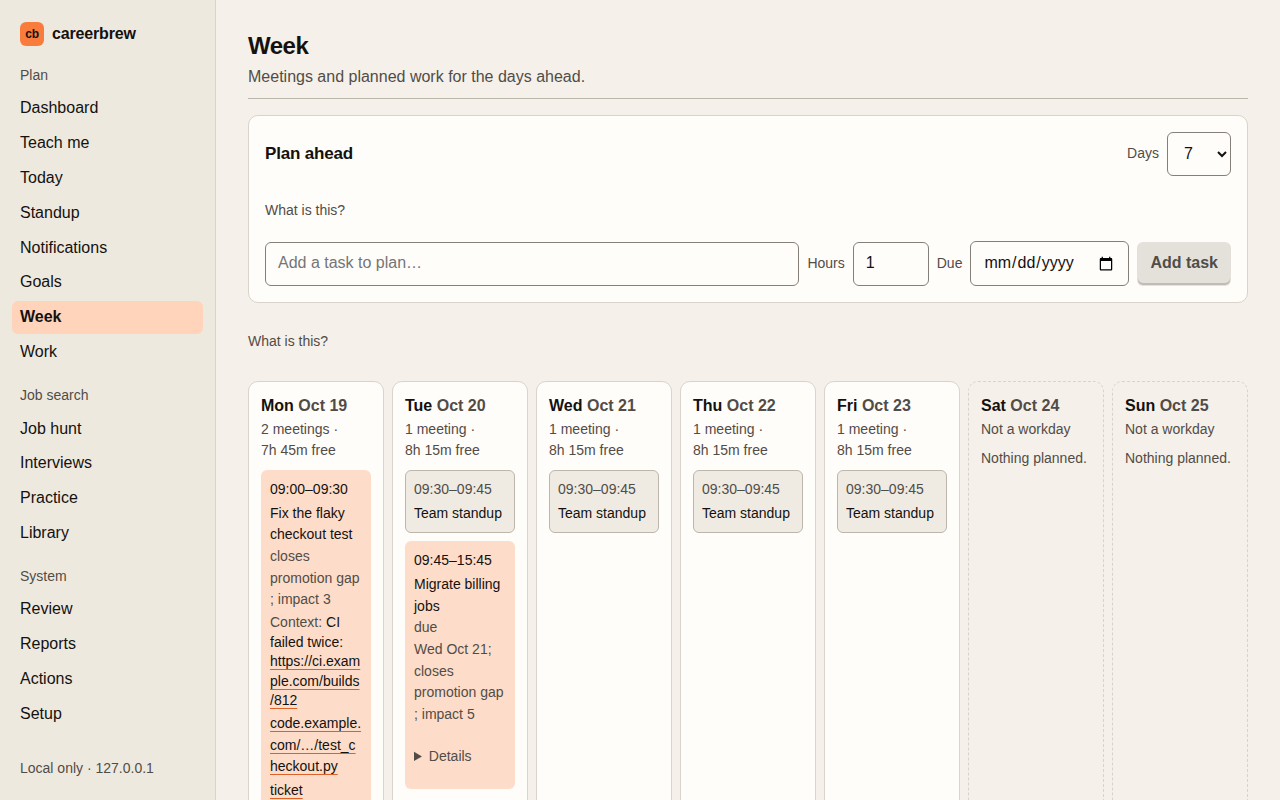 cb careerbrew
Plan
Dashboard
Teach me
Today
Standup
Notifications
Goals
Week
Work
Job search
Job hunt
Interviews
Practice
Library
System
Review
Reports
Actions
Setup
Local only · 127.0.0.1
Week
Meetings and planned work for the days ahead.
Plan ahead
Days 7
What is this?
Add a task to plan… Hours 1 Due mm/dd/yyyy Add task
What is this?
Mon Oct 19
2 meetings ·
7h 45m free
09:00–09:30
Fix the flaky
checkout test
closes
promotion gap
; impact 3
Context: CI
failed twice:
https://ci.exam
ple.com/builds
/812
code.example.
com/…/test_c
heckout.py
ticket
Tue Oct 20
1 meeting ·
8h 15m free
09:30–09:45
Team standup
09:45–15:45
Migrate billing
jobs
due
Wed Oct 21;
closes
promotion gap
; impact 5
Details
Wed Oct 21
1 meeting ·
8h 15m free
09:30–09:45
Team standup
Thu Oct 22
1 meeting ·
8h 15m free
09:30–09:45
Team standup
Fri Oct 23
1 meeting ·
8h 15m free
09:30–09:45
Team standup
Sat Oct 24
Not a workday
Nothing planned.
Sun Oct 25
Not a workday
Nothing planned.